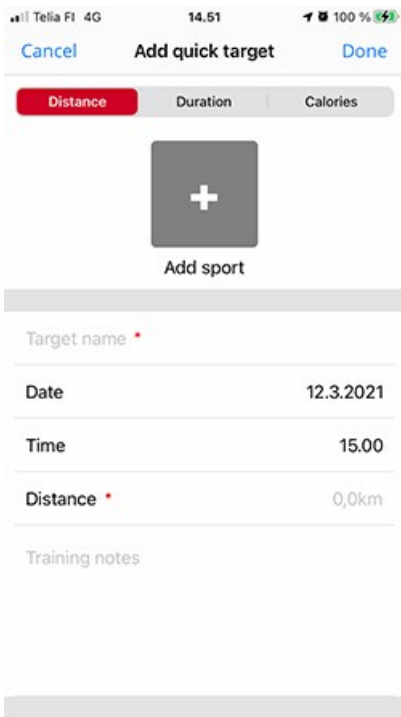 Telia FI 4G 14.51 100 %
Cancel Add quick target Done
Distance Duration Calories
Add sport
Target name *
Date 12.3.2021
Time 15.00
Distance * 0,0km
Training notes